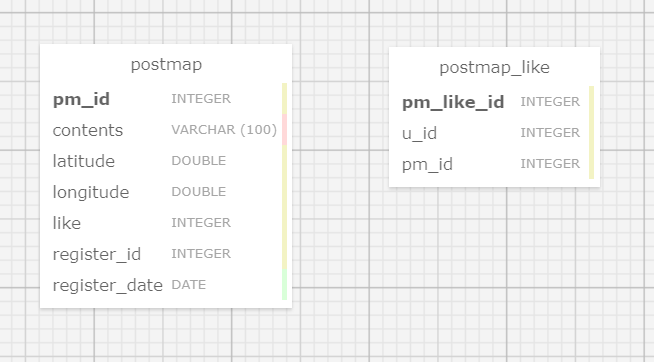 postmap
pm_id INTEGER
contents VARCHAR (100)
latitude DOUBLE
longitude DOUBLE
like INTEGER
register_id INTEGER
register_date DATE
postmap_like
pm_like_id INTEGER
u_id INTEGER
pm_id INTEGER